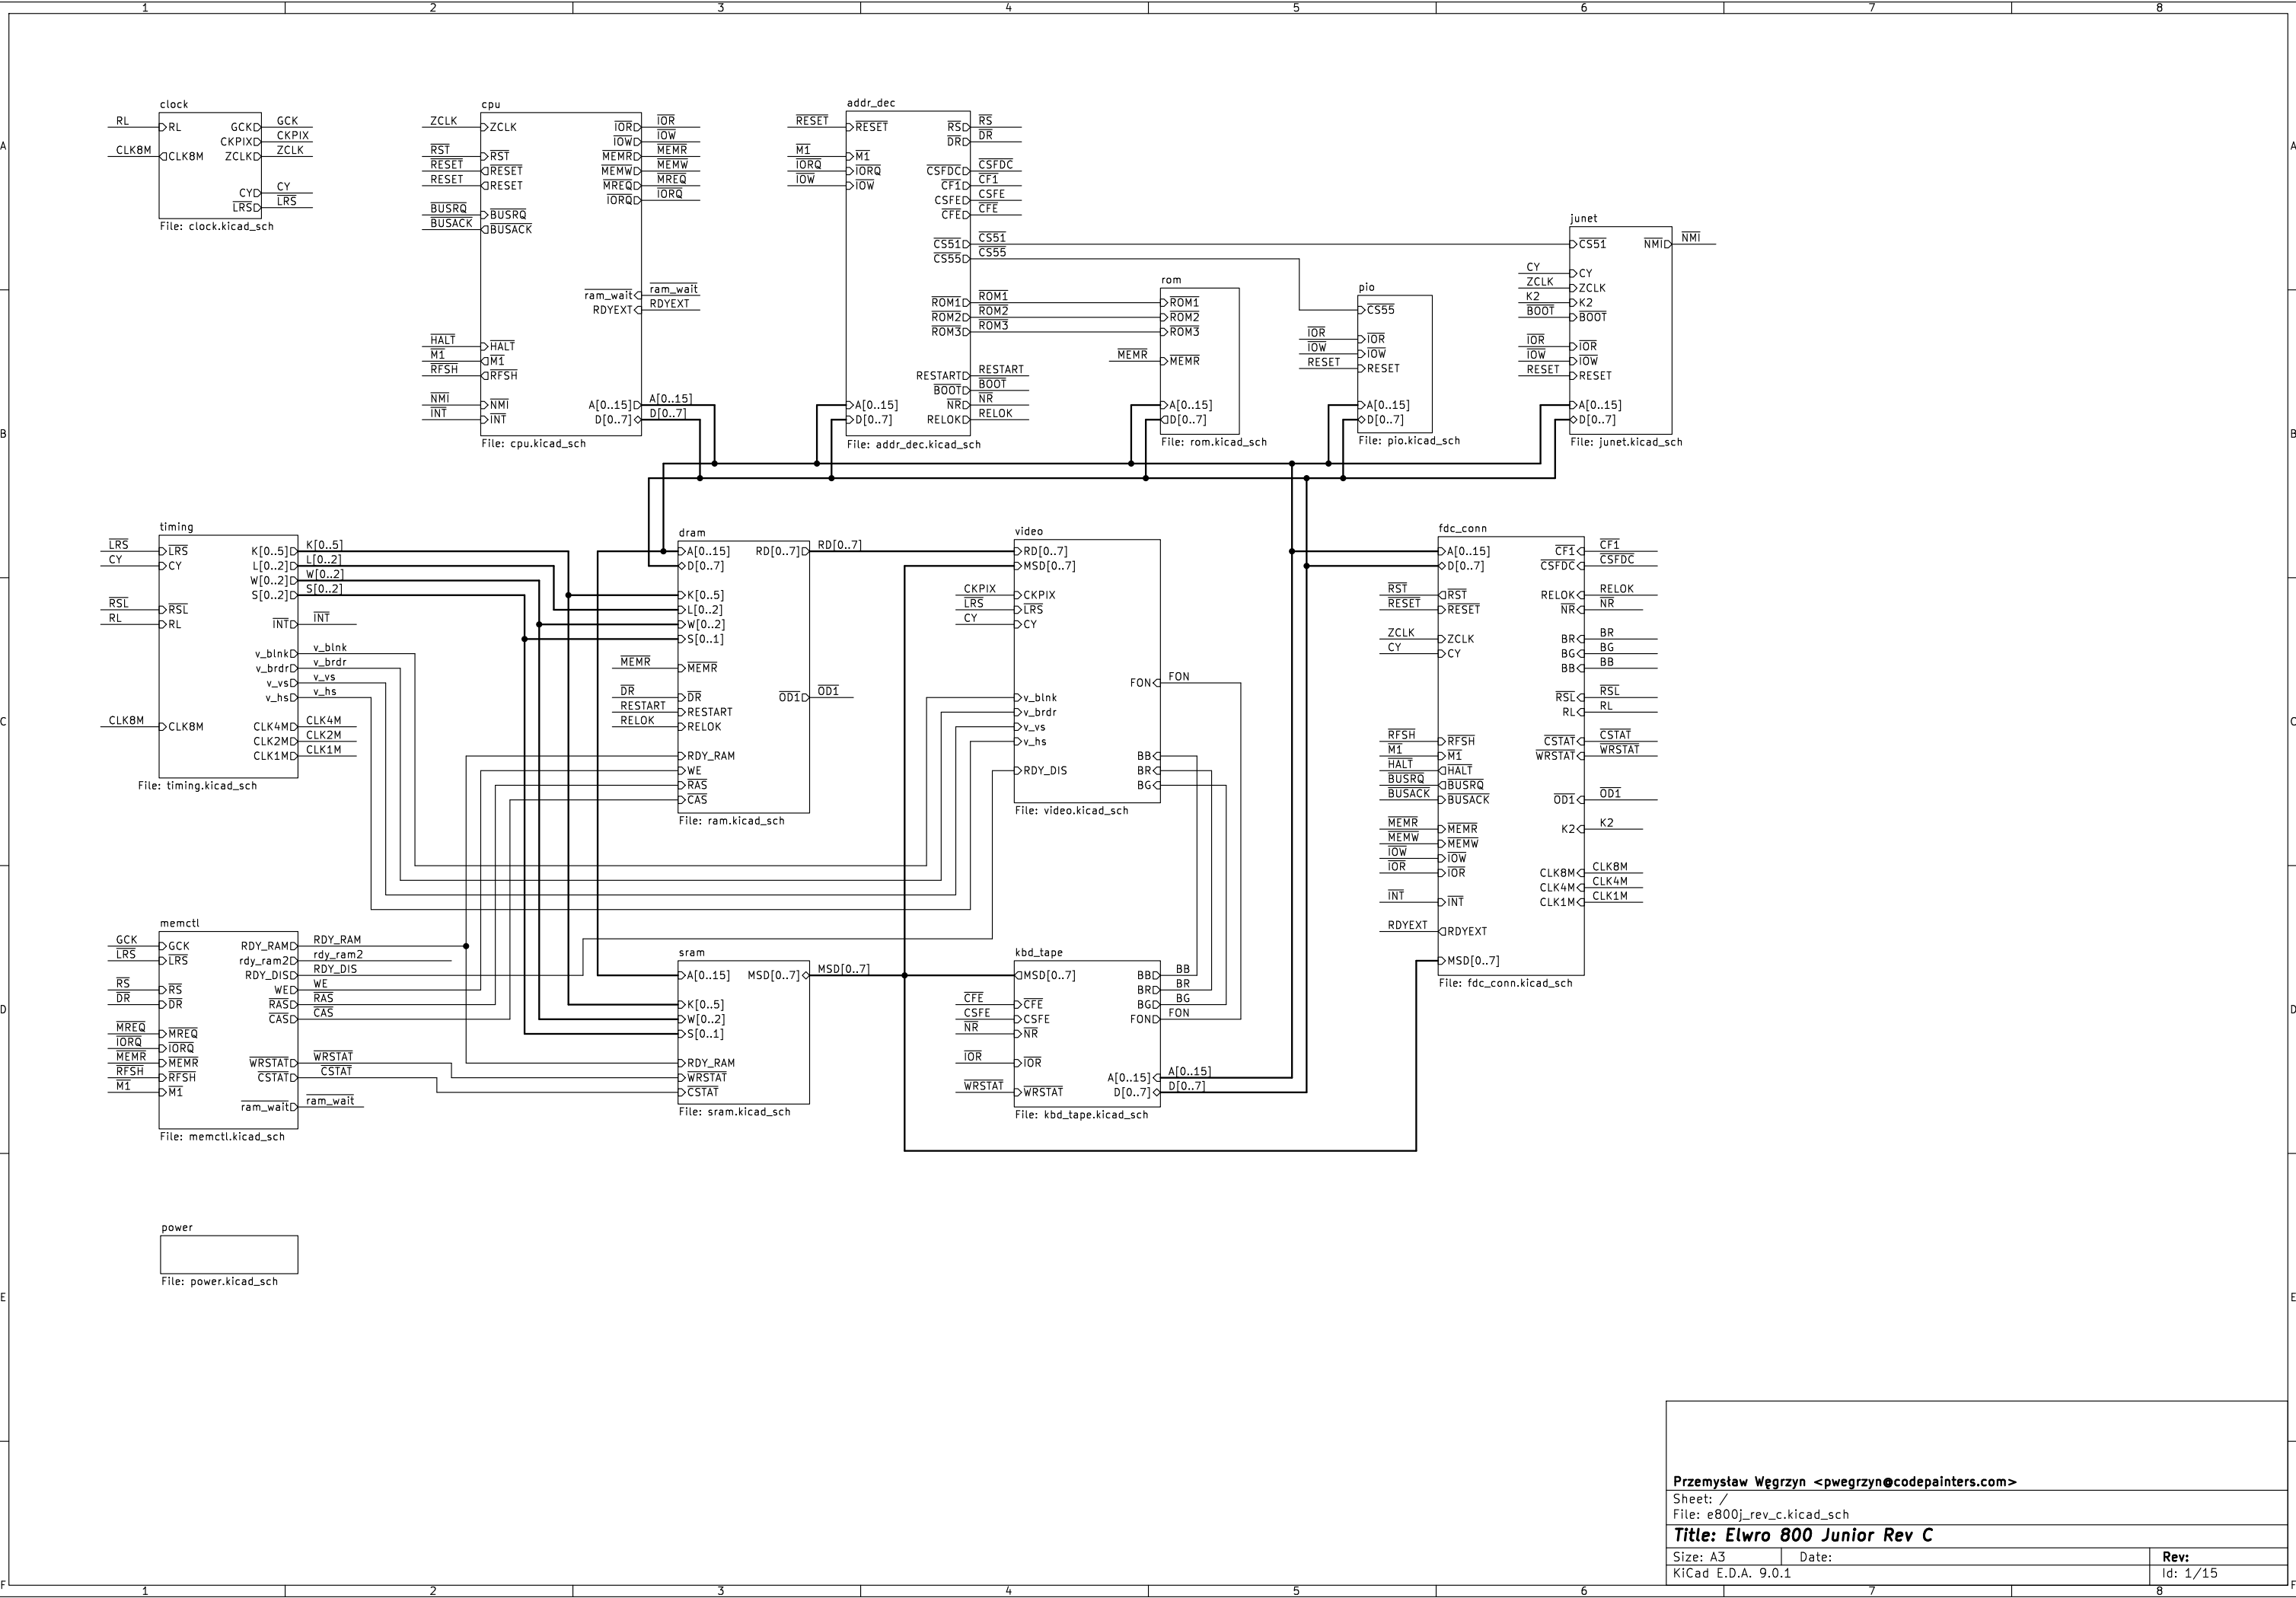 1 2 3 4 5 6 7 8
A A
B B
C C
D D
E E
F F
clock
RL RL GCK GCK
CKPIX CKPIX
CLK8M CLK8M ZCLK ZCLK
CY CY
LRS LRS
File: clock.kicad_sch
cpu
ZCLK ZCLK IOR IOR
IOW IOW
RST RST MEMR MEMR
RESET RESET MEMW MEMW
RESET RESET MREQ MREQ
IORQ IORQ
BUSRQ BUSRQ
BUSACK BUSACK
ram_wait ram_wait
RDYEXT RDYEXT
HALT HALT
M1 M1
RFSH RFSH
NMI NMI A[0..15] A[0..15]
INT INT D[0..7] D[0..7]
File: cpu.kicad_sch
addr_dec
RESET RESET RS RS
DR DR
M1 M1
IORQ IORQ CSFDC CSFDC
IOW IOW CF1 CF1
CSFE CSFE
CFE CFE
CS51 CS51
CS55 CS55
ROM1 ROM1
ROM2 ROM2
ROM3 ROM3
RESTART RESTART
BOOT BOOT
A[0..15] NR NR
D[0..7] RELOK RELOK
File: addr_dec.kicad_sch
rom
ROM1
ROM2
ROM3
MEMR MEMR
A[0..15]
D[0..7]
File: rom.kicad_sch
pio
CS55
IOR IOR
IOW IOW
RESET RESET
A[0..15]
D[0..7]
File: pio.kicad_sch
junet
CS51 NMI NMI
CY CY
ZCLK ZCLK
K2 K2
BOOT BOOT
IOR IOR
IOW IOW
RESET RESET
A[0..15]
D[0..7]
File: junet.kicad_sch
timing
LRS LRS K[0..5] K[0..5]
CY CY L[0..2] L[0..2]
W[0..2] W[0..2]
RSL RSL S[0..2] S[0..2]
RL RL INT INT
v_blnk v_blnk
v_brdr v_brdr
v_vs v_vs
v_hs v_hs
CLK8M CLK8M CLK4M CLK4M
CLK2M CLK2M
CLK1M CLK1M
File: timing.kicad_sch
dram
A[0..15] RD[0..7] RD[0..7]
D[0..7]
K[0..5]
L[0..2]
W[0..2]
S[0..1]
MEMR MEMR
DR DR OD1 OD1
RESTART RESTART
RELOK RELOK
RDY_RAM
WE
RAS
CAS
File: ram.kicad_sch
video
RD[0..7]
MSD[0..7]
CKPIX CKPIX
LRS LRS
CY CY
FON FON
v_blnk
v_brdr
v_vs
v_hs
BB
RDY_DIS BR
BG
File: video.kicad_sch
fdc_conn
A[0..15] CF1 CF1
D[0..7] CSFDC CSFDC
RST RST RELOK RELOK
RESET RESET NR NR
ZCLK ZCLK BR BR
CY CY BG BG
BB BB
RSL RSL
RL RL
RFSH RFSH CSTAT CSTAT
M1 M1 WRSTAT WRSTAT
HALT HALT
BUSRQ BUSRQ
BUSACK BUSACK OD1 OD1
MEMR MEMR K2 K2
MEMW MEMW
IOW IOW
IOR IOR CLK8M CLK8M
CLK4M CLK4M
INT INT CLK1M CLK1M
RDYEXT RDYEXT
MSD[0..7]
File: fdc_conn.kicad_sch
memctl
GCK GCK RDY_RAM RDY_RAM
LRS LRS rdy_ram2 rdy_ram2
RDY_DIS RDY_DIS
RS RS WE WE
DR DR RAS RAS
CAS CAS
MREQ MREQ
IORQ IORQ
MEMR MEMR WRSTAT WRSTAT
RFSH RFSH CSTAT CSTAT
M1 M1
ram_wait ram_wait
File: memctl.kicad_sch
sram
A[0..15] MSD[0..7] MSD[0..7]
K[0..5]
W[0..2]
S[0..1]
RDY_RAM
WRSTAT
CSTAT
File: sram.kicad_sch
kbd_tape
MSD[0..7] BB BB
BR BR
CFE CFE BG BG
CSFE CSFE FON
NR NR
IOR IOR
A[0..15] A[0..15]
WRSTAT WRSTAT D[0..7] D[0..7]
File: kbd_tape.kicad_sch
power
File: power.kicad_sch
Przemysław Węgrzyn <pwegrzyn@codepainters.com>
Sheet: /
File: e800j_rev_c.kicad_sch
Title: Elwro 800 Junior Rev C
Size: A3 Date: Rev:
KiCad E.D.A. 9.0.1 Id: 1/15
1 2 3 4 5 6 7 8